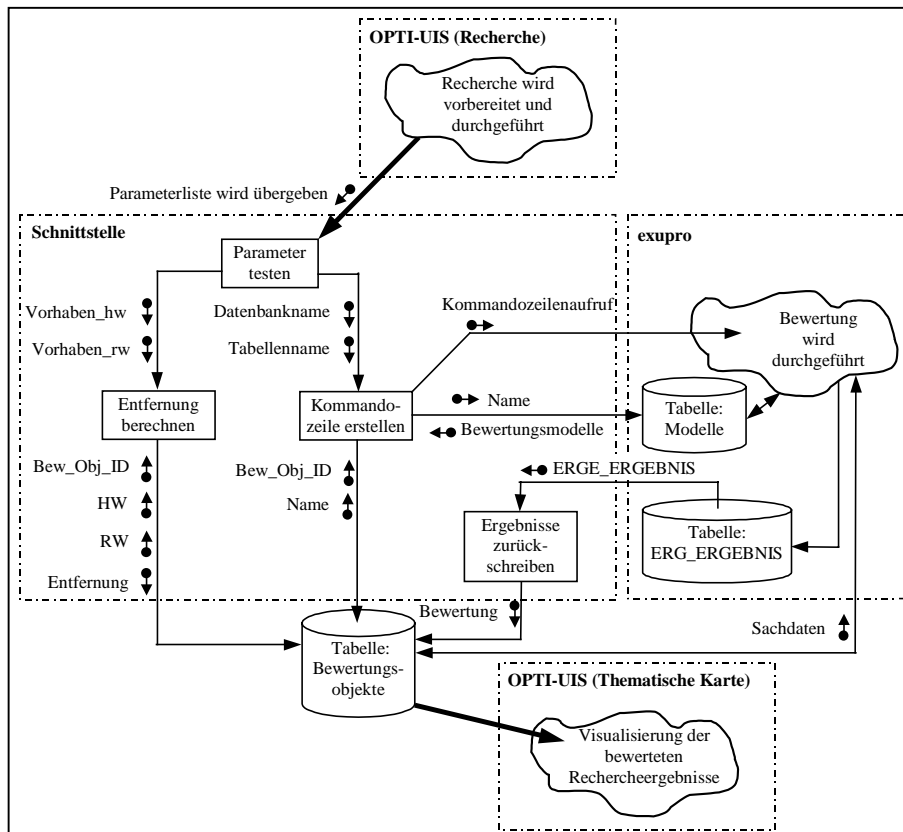 OPTI-UIS (Recherche)
Recherche wird
vorbereitet und
durchgeführt
Parameterliste wird übergeben
Schnittstelle
Parameter
testen
Vorhaben_hw
Vorhaben_rw
Datenbankname
Tabellenname
Entfernung
berechnen
Kommando-
zeile erstellen
Kommandozeilenaufruf
Name
Bewertungsmodelle
exupro
Bewertung
wird
durchgeführt
Tabelle:
Modelle
Bew_Obj_ID
HW
RW
Entfernung
Bew_Obj_ID
Name
ERGE_ERGEBNIS
Ergebnisse
zurück-
schreiben
Tabelle:
ERG_ERGEBNIS
Bewertung
Sachdaten
Tabelle:
Bewertungs-
objekte
OPTI-UIS (Thematische Karte)
Visualisierung der
bewerteten
Rechercheergebnisse